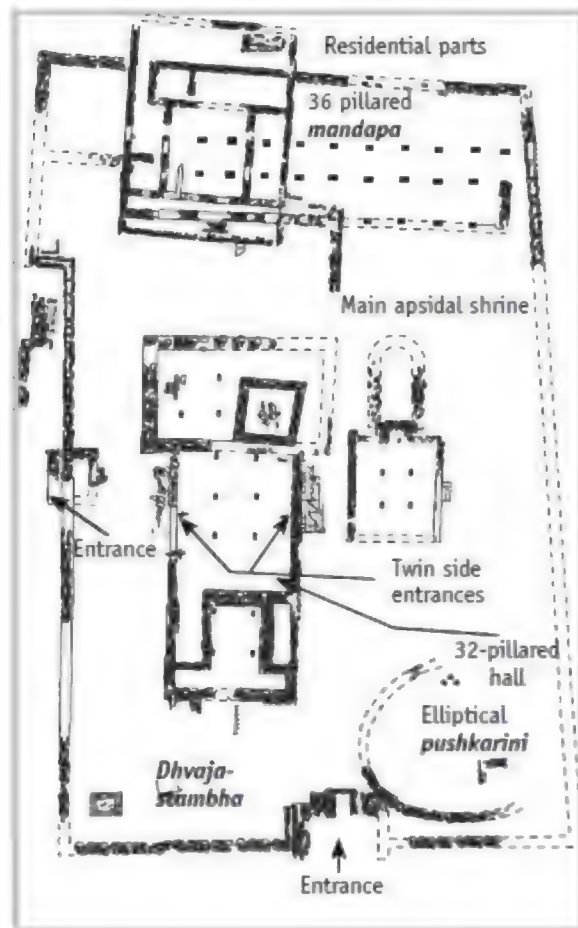 Residential parts
36 pillared
mandapa
Main apsidal shrine
Entrance
Twin side
entrances
32-pillared
hall
Elliptical
pushkarini
Dhvaja-
stambha
Entrance